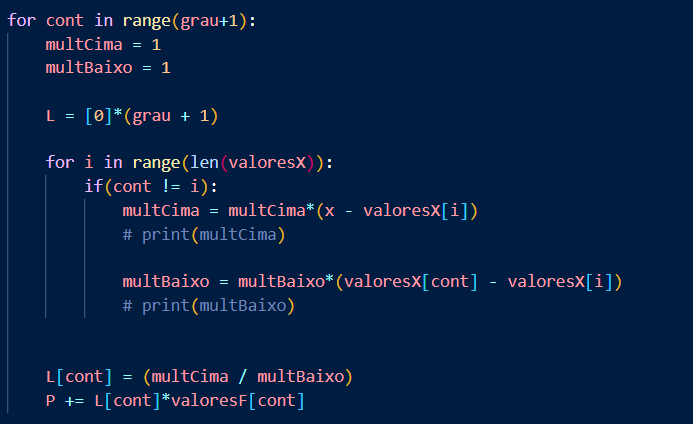 for cont in range(grau+1):
    multCima = 1
    multBaixo = 1
    L = [0]*(grau + 1)
    for i in range(len(valoresX)):
        if(cont != i):
            multCima = multCima*(x - valoresX[i])
            # print(multCima)
            multBaixo = multBaixo*(valoresX[cont] - valoresX[i])
            # print(multBaixo)
    L[cont] = (multCima / multBaixo)
    P += L[cont]*valoresF[cont]